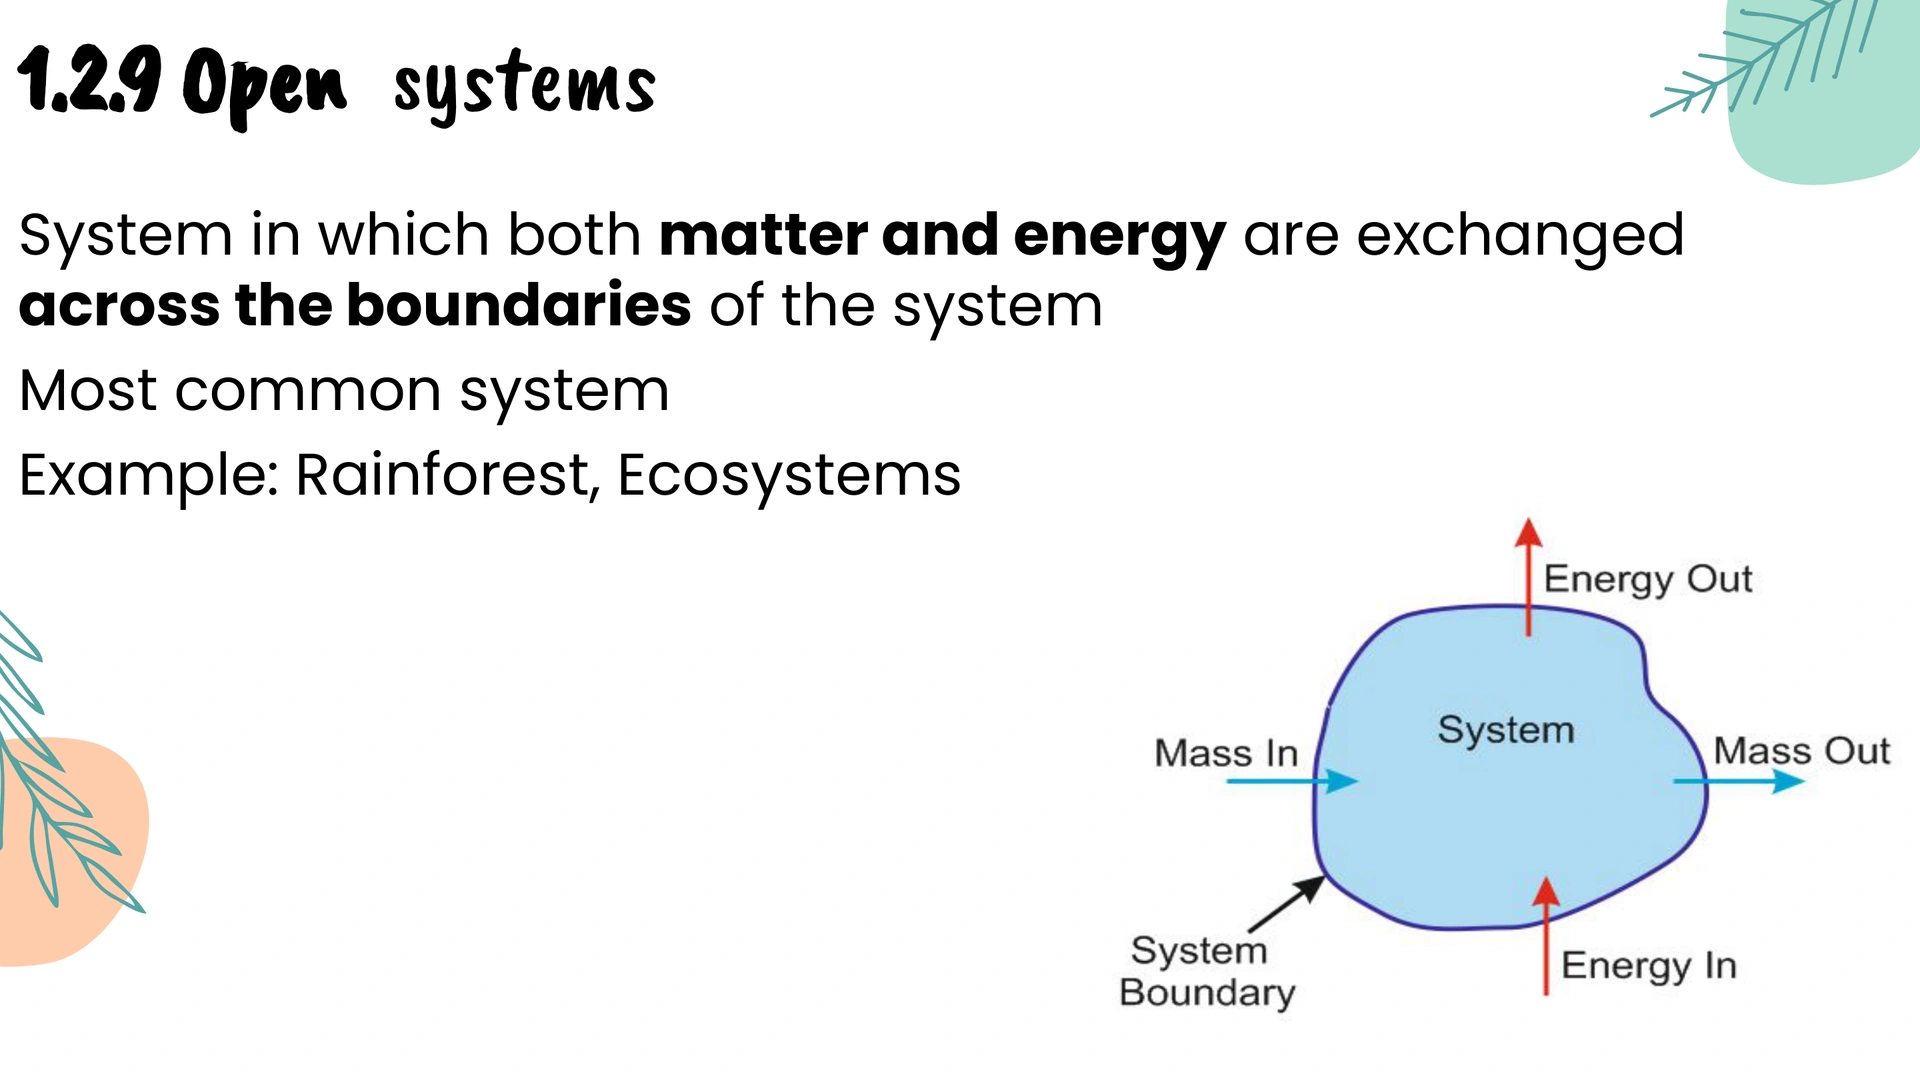 1.2.9 Open systems
System in which both matter and energy are exchanged
across the boundaries of the system
Most common system
Example: Rainforest, Ecosystems
Energy Out
System
Mass In
Mass Out
System
Boundary
Energy In